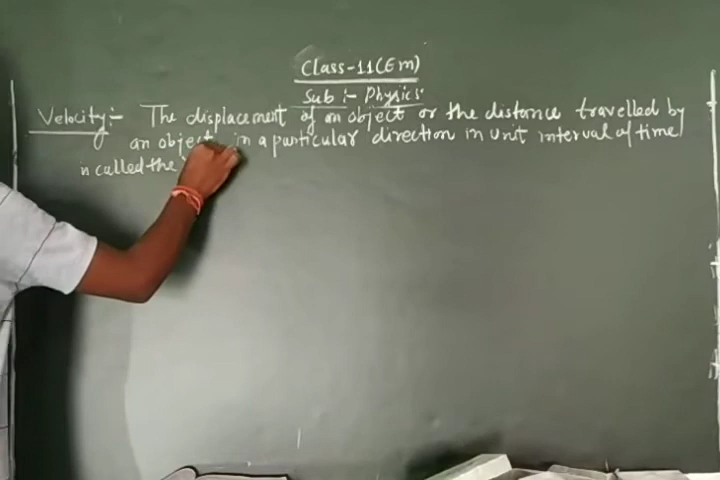 Class-11(Em)
Sub :- Physics.
Velocity:- The displacement of an object or the distance travelled by
an object in a particular direction in unit interval of time
is called the